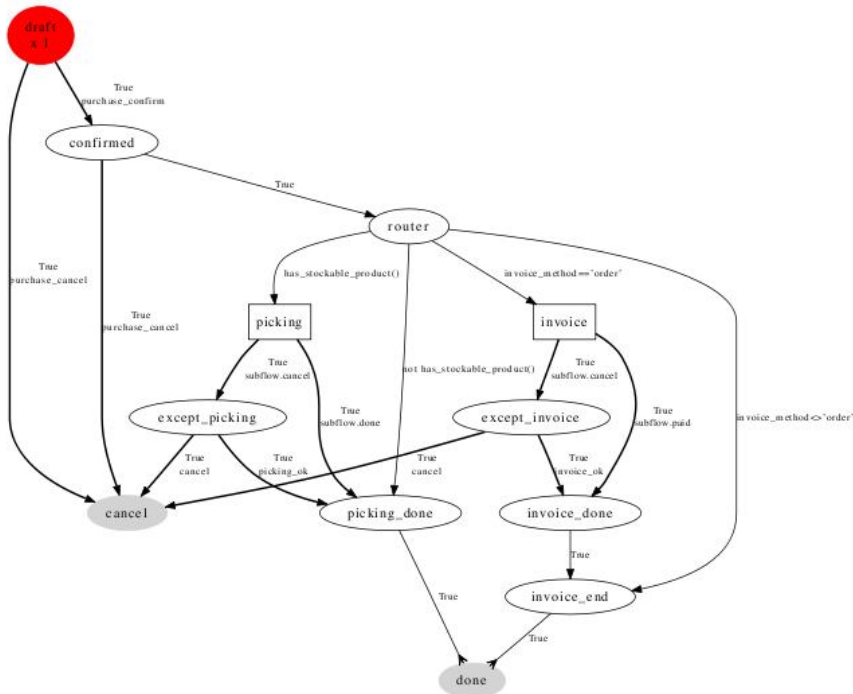 draft
x 1
True
purchase_confirm
confirmed
True
router
True
purchase_cancel
has_stockable_product()
invoice_method=="order"
True
purchase_cancel
picking
invoice
True
subflow.cancel
not has_stockable_product()
True
subflow.cancel
except_picking
True
subflow.done
except_invoice
True
subflow.paid
invoice_method<>"order"
True
cancel
True
picking_ok
True
cancel
True
invoice_ok
cancel
picking_done
invoice_done
True
True
invoice_end
True
done